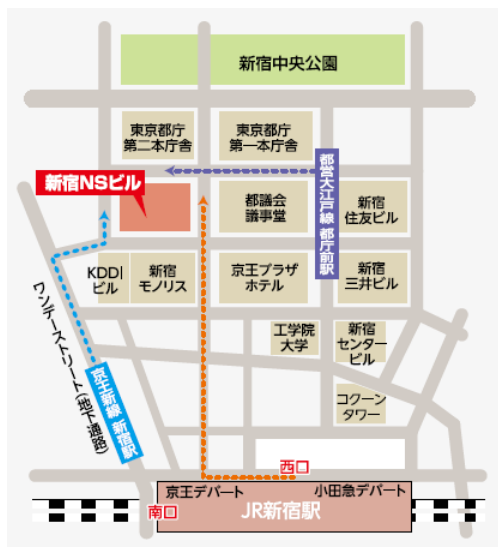 新宿中央公園
東京都庁
第二本庁舎
東京都庁
第一本庁舎
新宿NSビル
都議会
議事堂
都営大江戸線 都庁前駅
新宿
住友ビル
KDDI
ビル
新宿
モノリス
京王プラザ
ホテル
新宿
三井ビル
ワンデーストリート(地下通路)
京王新線 新宿駅
工学院
大学
新宿
センター
ビル
コクーン
タワー
西口
京王デパート
小田急デパート
南口
JR新宿駅